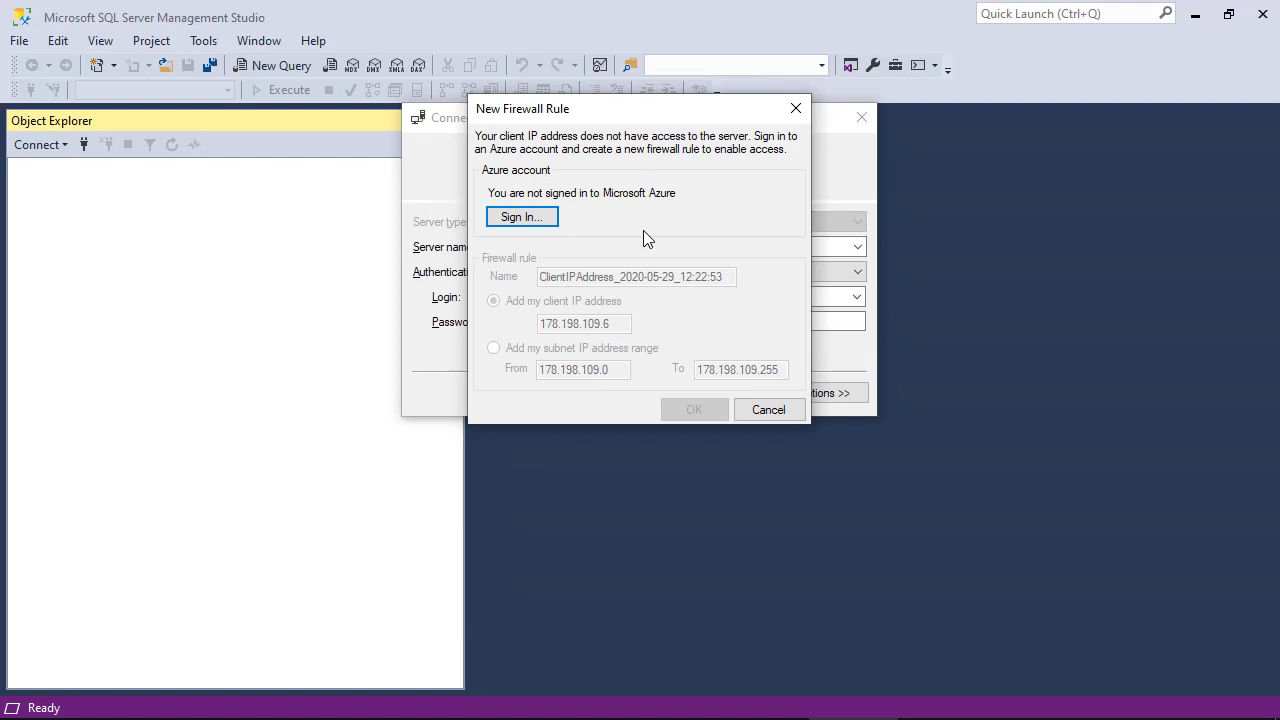 Microsoft SQL Server Management Studio
Quick Launch (Ctrl+Q)
File Edit View Project Tools Window Help
New Query
MDX DMX XMLA DAX
Execute
Object Explorer
Connect
New Firewall Rule
Your client IP address does not have access to the server. Sign in to
an Azure account and create a new firewall rule to enable access.
Azure account
You are not signed in to Microsoft Azure
Sign In...
Server type
Server nam
Authenticati
Login:
Passwo
Firewall rule
Name ClientIPAddress_2020-05-29_12:22:53
Add my client IP address
178.198.109.6
Add my subnet IP address range
From 178.198.109.0 To 178.198.109.255
OK Cancel
tions >>
Ready